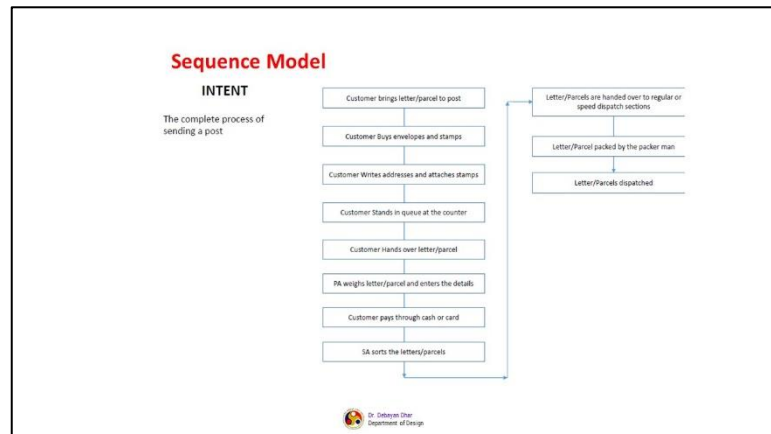 Sequence Model
INTENT
The complete process of
sending a post
Customer brings letter/parcel to post
Customer Buys envelopes and stamps
Customer Writes addresses and attaches stamps
Customer Stands in queue at the counter
Customer Hands over letter/parcel
PA weighs letter/parcel and enters the details
Customer pays through cash or card
SA sorts the letters/parcels
Letter/Parcels are handed over to regular or
speed dispatch sections
Letter/Parcel packed by the packer man
Letter/Parcels dispatched
Dr. Debayan Dhar
Department of Design